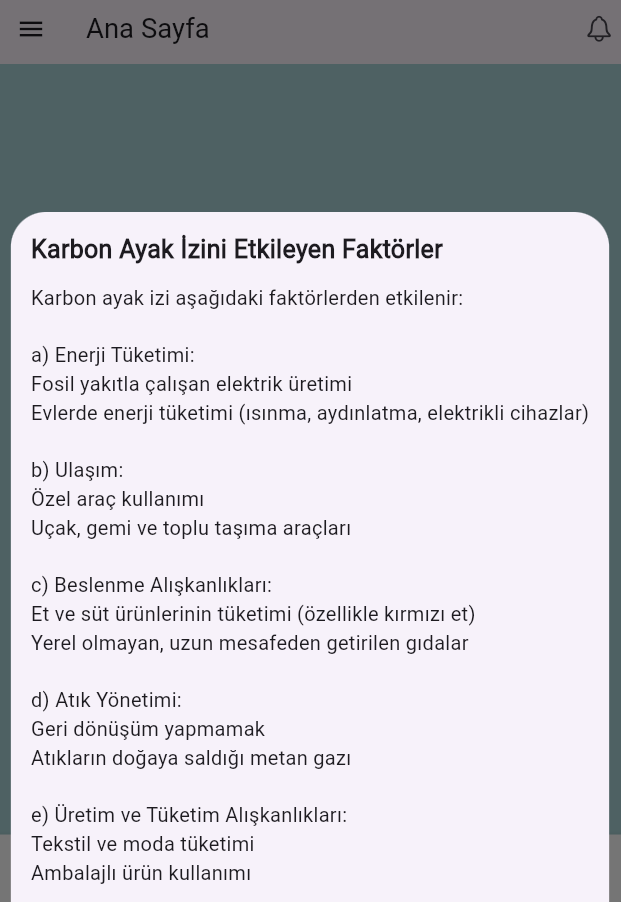 Ana Sayfa
Karbon Ayak İzini Etkileyen Faktörler
Karbon ayak izi aşağıdaki faktörlerden etkilenir:
a) Enerji Tüketimi:
Fosil yakıtla çalışan elektrik üretimi
Evlerde enerji tüketimi (ısınma, aydınlatma, elektrikli cihazlar)
b) Ulaşım:
Özel araç kullanımı
Uçak, gemi ve toplu taşıma araçları
c) Beslenme Alışkanlıkları:
Et ve süt ürünlerinin tüketimi (özellikle kırmızı et)
Yerel olmayan, uzun mesafeden getirilen gıdalar
d) Atık Yönetimi:
Geri dönüşüm yapmamak
Atıkların doğaya saldığı metan gazı
e) Üretim ve Tüketim Alışkanlıkları:
Tekstil ve moda tüketimi
Ambalajlı ürün kullanımı